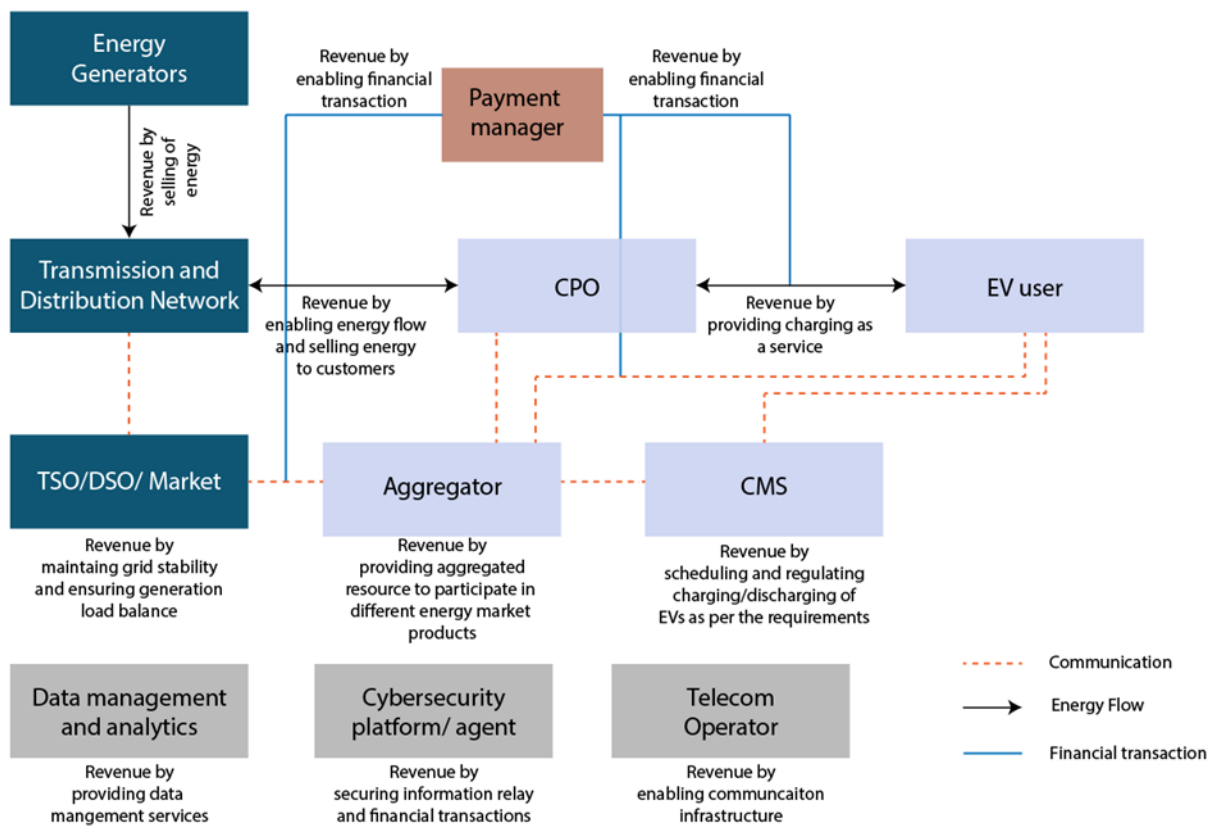 Energy
Generators
Revenue by
selling of
energy
Revenue by
enabling financial
transaction
Payment
manager
Revenue by
enabling financial
transaction
Transmission and
Distribution Network
Revenue by
enabling energy flow
and selling energy
to customers
CPO
Revenue by
providing charging as
a service
EV user
TSO/DSO/ Market
Revenue by
maintaing grid stability
and ensuring generation
load balance
Aggregator
Revenue by
providing aggregated
resource to participate in
different energy market
products
CMS
Revenue by
scheduling and regulating
charging/discharging of
EVs as per the requirements
Data management
and analytics
Revenue by
providing data
mangement services
Cybersecurity
platform/ agent
Revenue by
securing information relay
and financial transactions
Telecom
Operator
Revenue by
enabling communcaiton
infrastructure
Communication
Energy Flow
Financial transaction